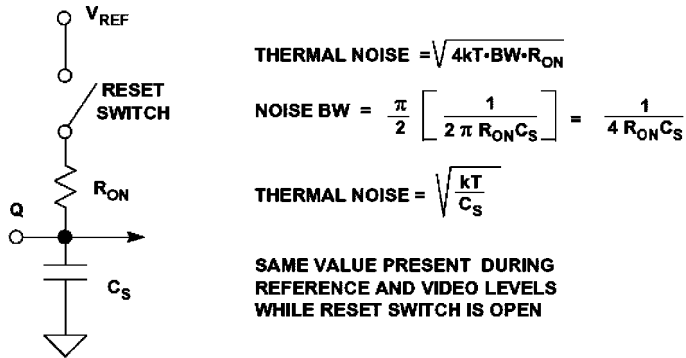 V_REF
RESET
SWITCH
R_ON
Q
C_S
THERMAL NOISE = √(4kT·BW·R_ON)
NOISE BW = π/2 [ 1/(2 π R_ON C_S) ] = 1/(4 R_ON C_S)
THERMAL NOISE = √(kT/C_S)
SAME VALUE PRESENT DURING
REFERENCE AND VIDEO LEVELS
WHILE RESET SWITCH IS OPEN